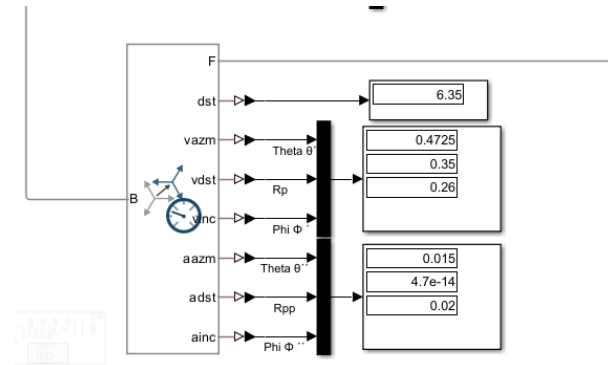 F
dst
6.35
vazm
Theta θ´
0.4725
B
vdst
Rp
0.35
vinc
Phi Φ ´
0.26
aazm
Theta θ´´
0.015
adst
Rpp
4.7e-14
ainc
Phi Φ ´´
0.02